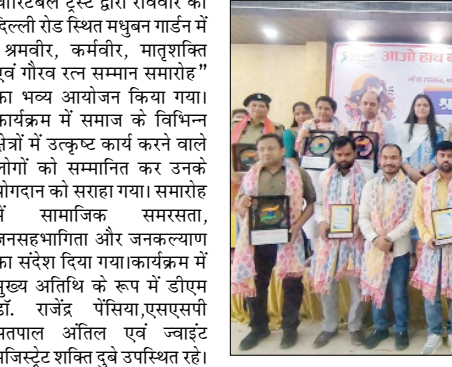 चैरिटेबल ट्रस्ट द्वारा रविवार को
दिल्ली रोड स्थित मधुबन गार्डन में
श्रमवीर, कर्मवीर, मातृशक्ति
एवं गौरव रत्न सम्मान समारोह”
का भव्य आयोजन किया गया।
कार्यक्रम में समाज के विभिन्न
क्षेत्रों में उत्कृष्ट कार्य करने वाले
लोगों को सम्मानित कर उनके
योगदान को सराहा गया। समारोह
में सामाजिक समरसता,
जनसहभागिता और जनकल्याण
का संदेश दिया गया।कार्यक्रम में
मुख्य अतिथि के रूप में डीएम
डॉ. राजेंद्र पेंसिया,एसएसपी
सतपाल अंतिल एवं ज्वाइंट
मजिस्ट्रेट शक्ति दुबे उपस्थित रहे।
आओ हाथ